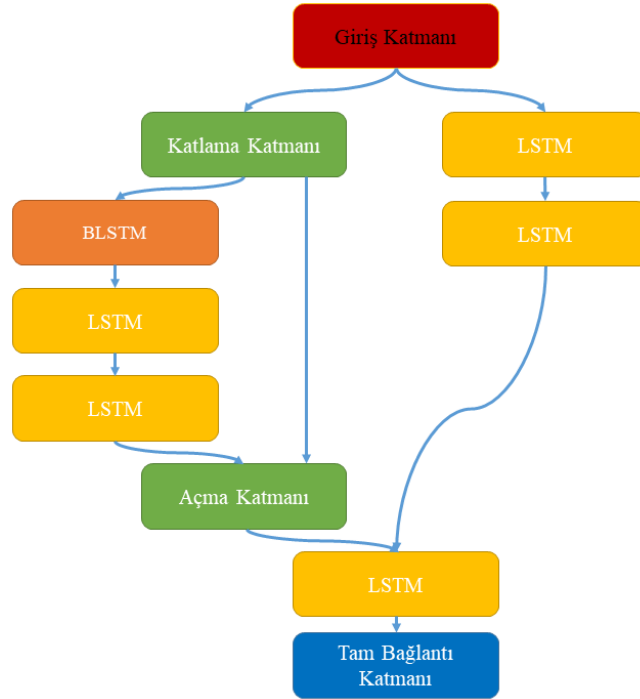 Giriş Katmanı
Katlama Katmanı
LSTM
BLSTM
LSTM
LSTM
LSTM
Açma Katmanı
LSTM
Tam Bağlantı
Katmanı